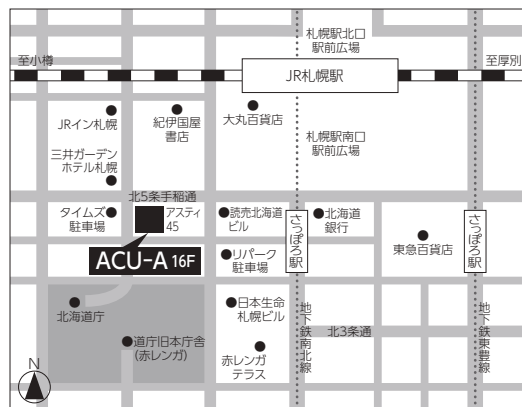 札幌駅北口
駅前広場
至小樽
至厚別
JR札幌駅
JRイン札幌
紀伊国屋
書店
大丸百貨店
札幌駅南口
駅前広場
三井ガーデン
ホテル札幌
北5条手稲通
タイムズ
駐車場
アスティ
45
読売北海道
ビル
さっぽろ駅
北海道
銀行
東急百貨店
さっぽろ駅
ACU-A 16F
リパーク
駐車場
北海道庁
日本生命
札幌ビル
地下鉄南北線
北3条通
地下鉄東豊線
道庁旧本庁舎
(赤レンガ)
赤レンガ
テラス
N